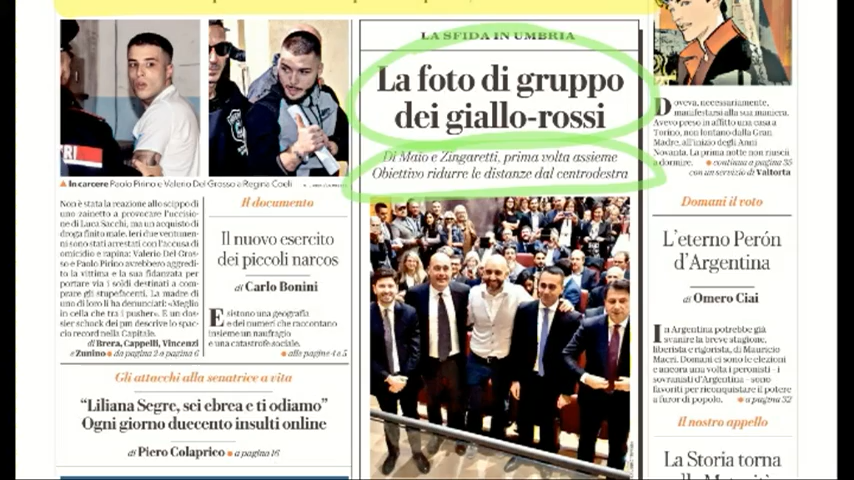 LA SFIDA IN UMBRIA
La foto di gruppo
dei giallo-rossi
Di Maio e Zingaretti, prima volta assieme
Obiettivo ridurre le distanze dal centrodestra
RI
In carcere Paolo Pirino e Valerio Del Grosso a Regina Coeli
Non è stata la reazione allo scippo di
uno zainetto a provocare l'uccisione
di Luca Sacchi, ma un acquisto di
droga finito male. Ieri due ventunenni
sono stati arrestati con l'accusa di
omicidio e rapina: Valerio Del Grosso
e Paolo Pirino avrebbero aggredito
la vittima e la sua fidanzata per
portare via i soldi destinati a comprare
gli stupefacenti. La madre di
uno di loro li ha denunciati: «Meglio
in cella che tra i pusher». E un dossier
shock dei pm descrive lo spaccio
record nella Capitale.
di Brera, Cappelli, Vincenzi
e Zunino
Il documento
Il nuovo esercito
dei piccoli narcos
di Carlo Bonini
Esistono una geografia
e dei numeri che raccontano
insieme un naufragio
e una catastrofe sociale.
alle pagine 4 e 5
Gli attacchi alla senatrice a vita
"Liliana Segre, sei ebrea e ti odiamo"
Ogni giorno duecento insulti online
di Piero Colaprico a pagina 16
Doveva, necessariamente,
manifestarsi alla sua maniera.
Avevo preso in affitto una casa a
Torino, non lontano dalla Gran
Madre, all'inizio degli Anni
Novanta. La prima notte non riuscii
a dormire. continua a pagina 35
con un servizio di Valtorta
Domani il voto
L'eterno Perón
d'Argentina
di Omero Ciai
In Argentina potrebbe già
svanire la breve stagione,
liberista e rigorista, di Mauricio
Macri. Domani ci sono le elezioni
e ancora una volta i peronisti - i
sovranisti d'Argentina - sono
favoriti per riconquistare il potere
a furor di popolo. a pagina 32
Il nostro appello
La Storia torna